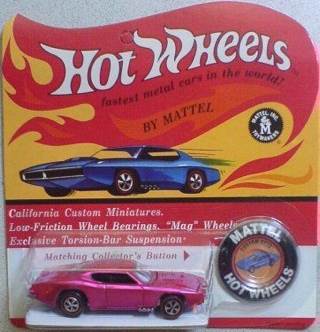 HOT WHEELS
fastest metal cars in the world!
BY MATTEL
MATTEL, INC.
M
TOYMAKERS
California Custom Miniatures.
Low-Friction Wheel Bearings. "Mag" Wheels
Exclusive Torsion-Bar Suspension
Matching Collector's Button
MATTEL
HOT WHEELS